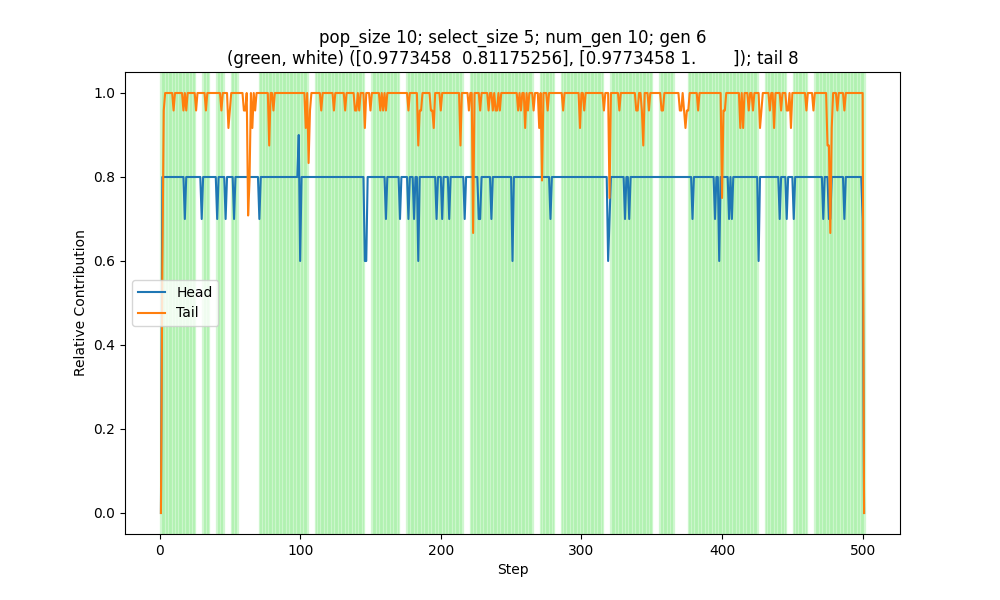 pop_size 10; select_size 5; num_gen 10; gen 6
(green, white) ([0.9773458 0.81175256], [0.9773458 1. ]); tail 8
1.0
0.8
0.6
0.4
0.2
0.0
Relative Contribution
Head
Tail
0 100 200 300 400 500
Step